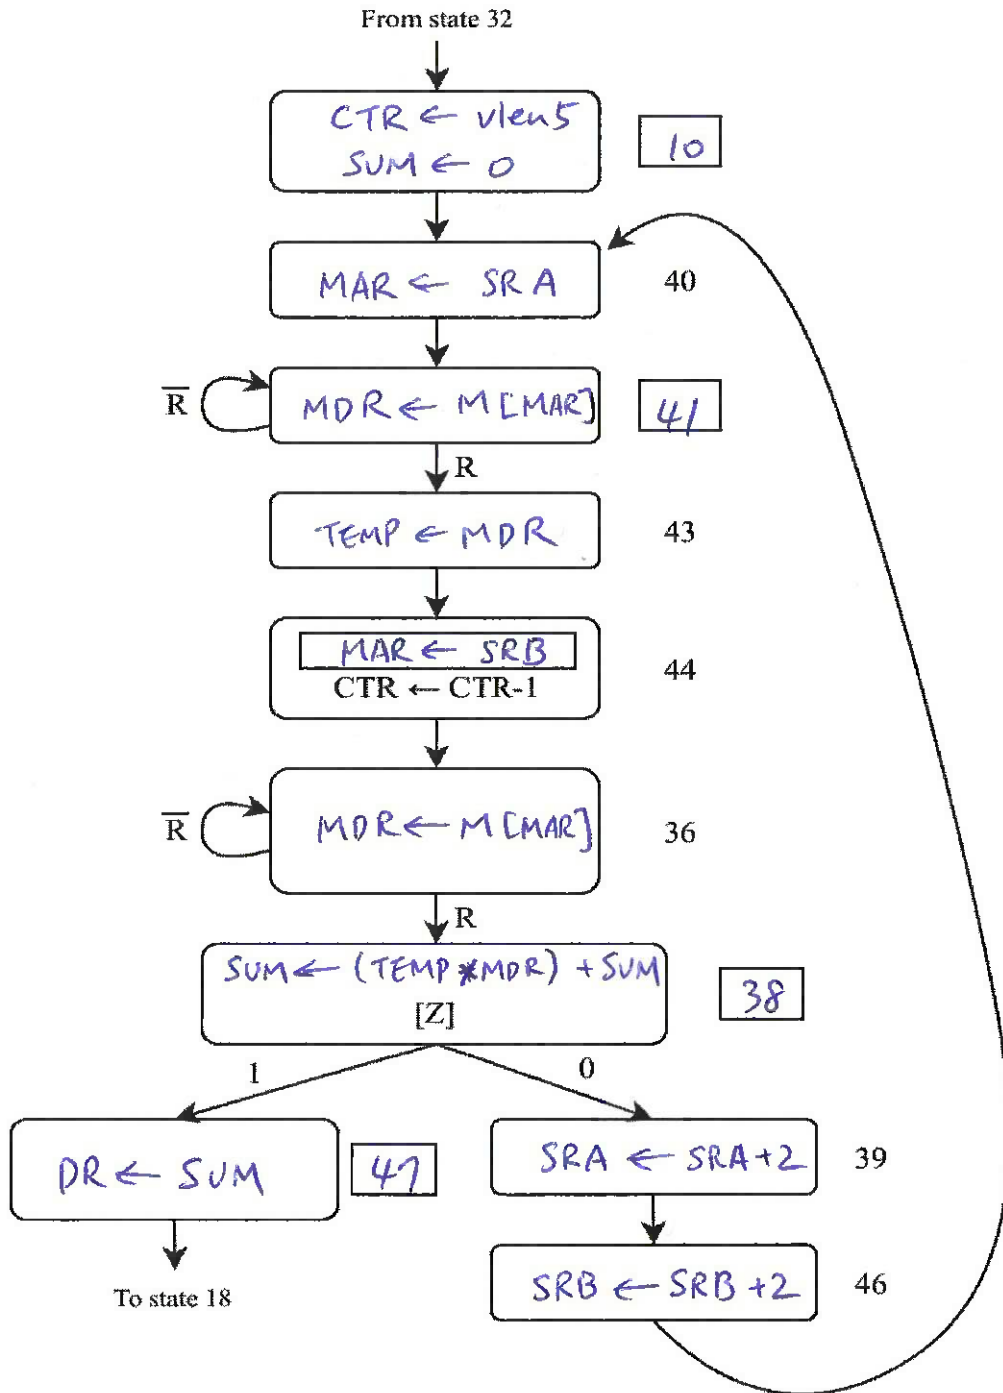 From state 32
CTR ← vlen5
SUM ← 0
10
MAR ← SRA
40
R̅
MDR ← M[MAR]
41
R
TEMP ← MDR
43
MAR ← SRB
CTR ← CTR-1
44
R̅
MDR ← M[MAR]
36
R
SUM ← (TEMP*MDR) + SUM
[Z]
38
1
0
DR ← SUM
47
SRA ← SRA+2
39
To state 18
SRB ← SRB+2
46